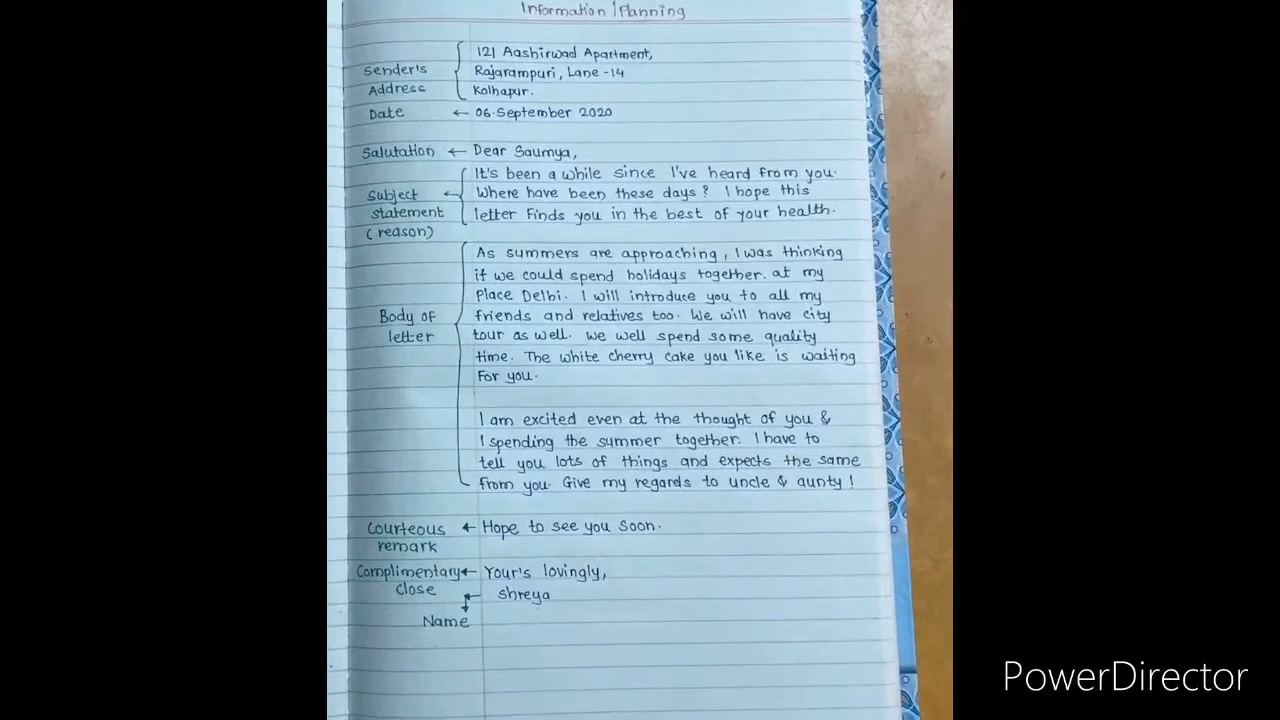 Information | Planning
121 Aashirwad Apartment,
Sender's Rajarampuri, Lane -14
Address Kolhapur.
Date ← 06.September 2020
Salutation ← Dear Saumya,
It's been a while since I've heard from you.
Subject ← Where have been these days? I hope this
statement letter finds you in the best of your health.
(reason)
As summers are approaching, I was thinking
if we could spend holidays together. at my
Place Delhi. I will introduce you to all my
Body of friends and relatives too. We will have city
letter tour as well. We well spend some quality
time. The white cherry cake you like is waiting
For you.
I am excited even at the thought of you &
I spending the summer together. I have to
tell you lots of things and expects the same
from you. Give my regards to uncle & aunty!
Courteous ← Hope to see you soon.
remark
Complimentary ← Your's lovingly,
close
shreya
Name
PowerDirector